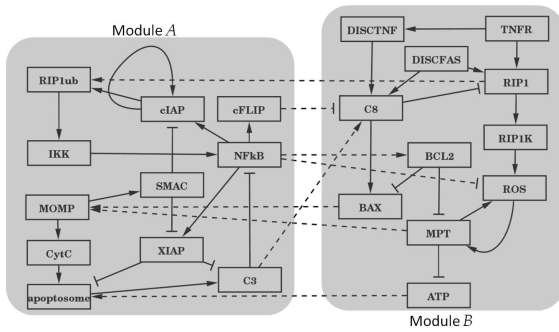 Module A
DISCTNF
TNFR
DISCFAS
RIP1ub
RIP1
cIAP
cFLIP
C8
RIP1K
IKK
NFkB
BCL2
SMAC
ROS
MOMP
BAX
MPT
CytC
XIAP
C3
apoptosome
ATP
Module B